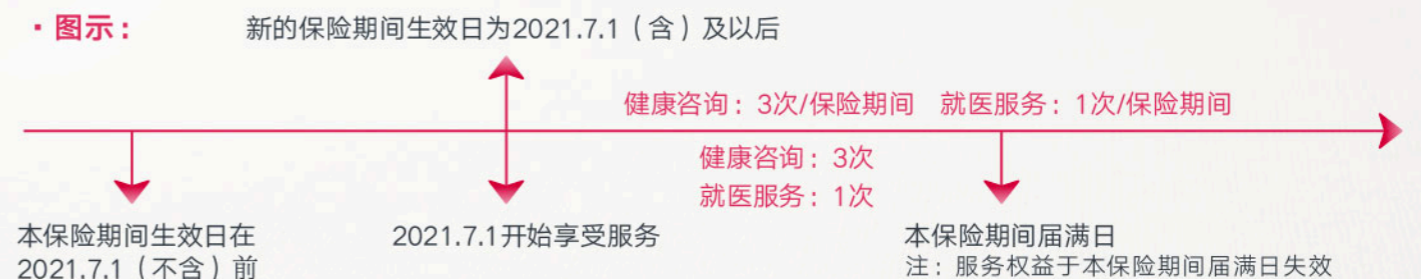 ▪ 图示：
新的保险期间生效日为2021.7.1（含）及以后
健康咨询：3次/保险期间 就医服务：1次/保险期间
健康咨询：3次
就医服务：1次
本保险期间生效日在
2021.7.1（不含）前
2021.7.1开始享受服务
本保险期间届满日
注：服务权益于本保险期间届满日失效